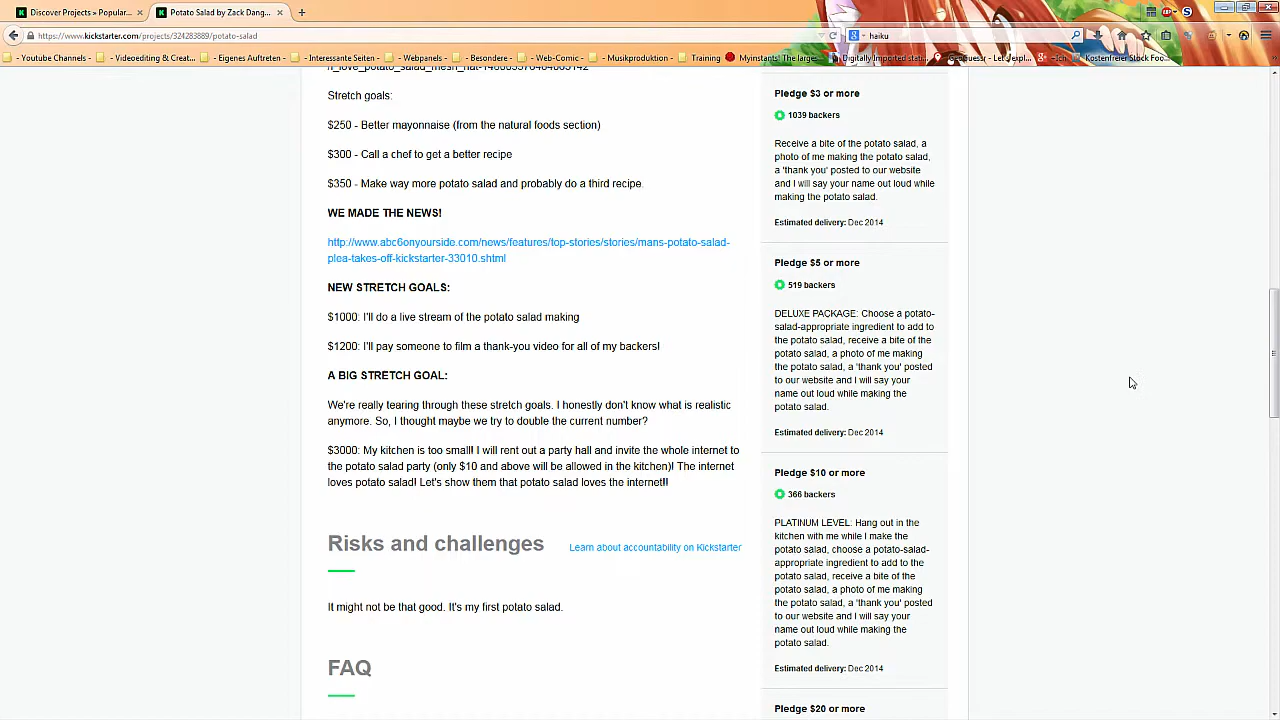 Discover Projects » Popular...
Potato Salad by Zack Dang...
https://www.kickstarter.com/projects/324283889/potato-salad
haiku
Youtube Channels
Videoediting & Creat...
- Eigene Auftreten
- Interessante Seiten
- Webpanels
- Besondere
- Web-Comic
- Musikproduktion
Training
Myinstants! The larges...
Digitally Imported stat...
Geoguessr - Let's expl...
Kostenfreier Stock Foo...
Stretch goals:
$250 - Better mayonnaise (from the natural foods section)
$300 - Call a chef to get a better recipe
$350 - Make way more potato salad and probably do a third recipe.
WE MADE THE NEWS!
http://www.abc6onyourside.com/news/features/top-stories/stories/mans-potato-salad-
plea-takes-off-kickstarter-33010.shtml
NEW STRETCH GOALS:
$1000: I'll do a live stream of the potato salad making
$1200: I'll pay someone to film a thank-you video for all of my backers!
A BIG STRETCH GOAL:
We're really tearing through these stretch goals. I honestly don't know what is realistic
anymore. So, I thought maybe we try to double the current number?
$3000: My kitchen is too small! I will rent out a party hall and invite the whole internet to
the potato salad party (only $10 and above will be allowed in the kitchen)! The internet
loves potato salad! Let's show them that potato salad loves the internet!!
Risks and challenges
Learn about accountability on Kickstarter
It might not be that good. It's my first potato salad.
FAQ
Pledge $3 or more
1039 backers
Receive a bite of the potato salad, a
photo of me making the potato salad,
a 'thank you' posted to our website
and I will say your name out loud while
making the potato salad.
Estimated delivery: Dec 2014
Pledge $5 or more
519 backers
DELUXE PACKAGE: Choose a potato-
salad-appropriate ingredient to add to
the potato salad, receive a bite of the
potato salad, a photo of me making
the potato salad, a 'thank you' posted
to our website and I will say your
name out loud while making the
potato salad.
Estimated delivery: Dec 2014
Pledge $10 or more
366 backers
PLATINUM LEVEL: Hang out in the
kitchen with me while I make the
potato salad, choose a potato-salad-
appropriate ingredient to add to the
potato salad, receive a bite of the
potato salad, a photo of me making
the potato salad, a 'thank you' posted
to our website and I will say your
name out loud while making the
potato salad.
Estimated delivery: Dec 2014
Pledge $20 or more